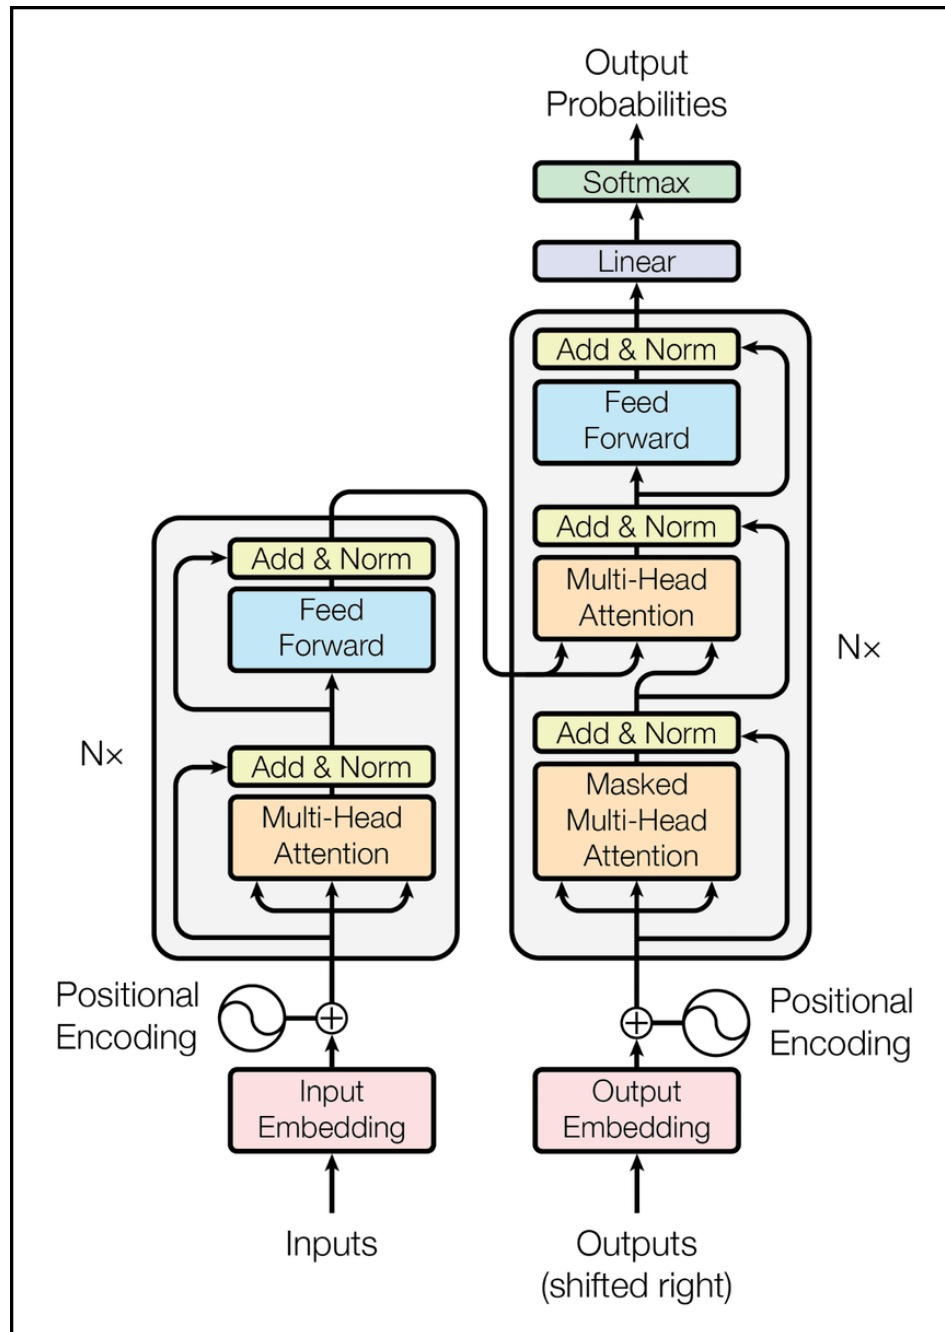 Output
Probabilities
Softmax
Linear
Add & Norm
Feed
Forward
Add & Norm
Multi-Head
Attention
Add & Norm
Masked
Multi-Head
Attention
Nx
Add & Norm
Feed
Forward
Add & Norm
Multi-Head
Attention
Nx
Positional
Encoding
Positional
Encoding
Input
Embedding
Output
Embedding
Inputs
Outputs
(shifted right)